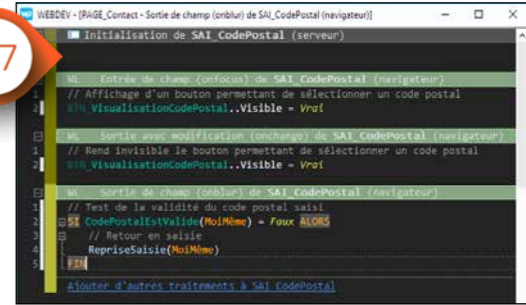 WEBDEV - [PAGE_Contact - Sortie de champ (onblur) de SAI_CodePostal (navigateur)]
7
Initialisation de SAI_CodePostal (serveur)
WL Entrée de champ (onfocus) de SAI_CodePostal (navigateur)
1 // Affichage d'un bouton permettant de sélectionner un code postal
2 BTN_VisualisationCodePostal..Visible = Vrai
WL Sortie avec modification (onchange) de SAI_CodePostal (navigateur)
1 // Rend invisible le bouton permettant de sélectionner un code postal
2 BTN_VisualisationCodePostal..Visible = Vrai
WL Sortie de champ (onblur) de SAI_CodePostal (navigateur)
1 // Test de la validité du code postal saisi
2 SI CodePostalEstValide(MoiMême) = Faux ALORS
3 // Retour en saisie
4 RepriseSaisie(MoiMême)
5 FIN
Ajouter d'autres traitements à SAI_CodePostal